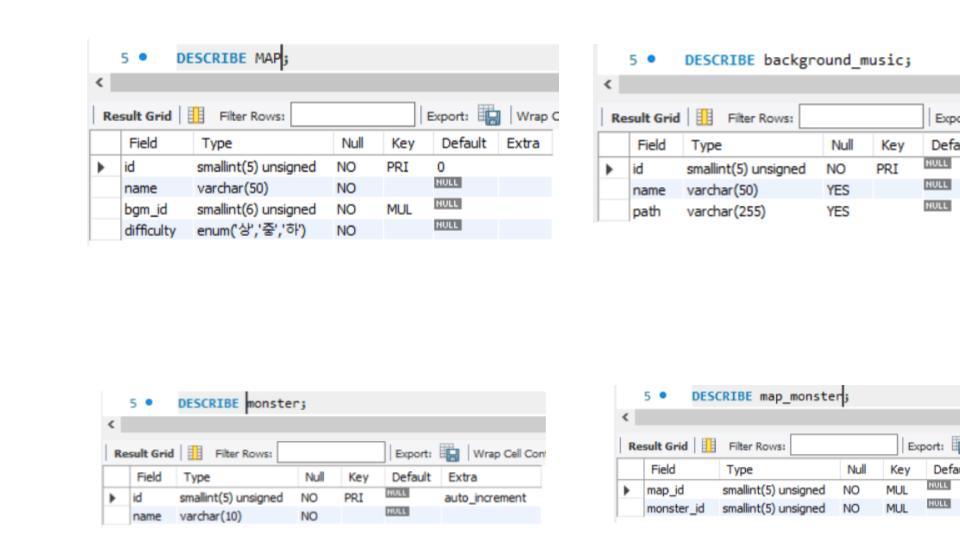 5 DESCRIBE MAP;
Result Grid Filter Rows: Export: Wrap C
Field Type Null Key Default Extra
id smallint(5) unsigned NO PRI 0
name varchar(50) NO NULL
bgm_id smallint(6) unsigned NO MUL NULL
difficulty enum('상','중','하') NO NULL
5 DESCRIBE background_music;
Result Grid Filter Rows: Expo
Field Type Null Key Defa
id smallint(5) unsigned NO PRI NULL
name varchar(50) YES NULL
path varchar(255) YES NULL
5 DESCRIBE monster;
Result Grid Filter Rows: Export: Wrap Cell Con
Field Type Null Key Default Extra
id smallint(5) unsigned NO PRI NULL auto_increment
name varchar(10) NO NULL
5 DESCRIBE map_monster;
Result Grid Filter Rows: Export:
Field Type Null Key Defau
map_id smallint(5) unsigned NO MUL NULL
monster_id smallint(5) unsigned NO MUL NULL